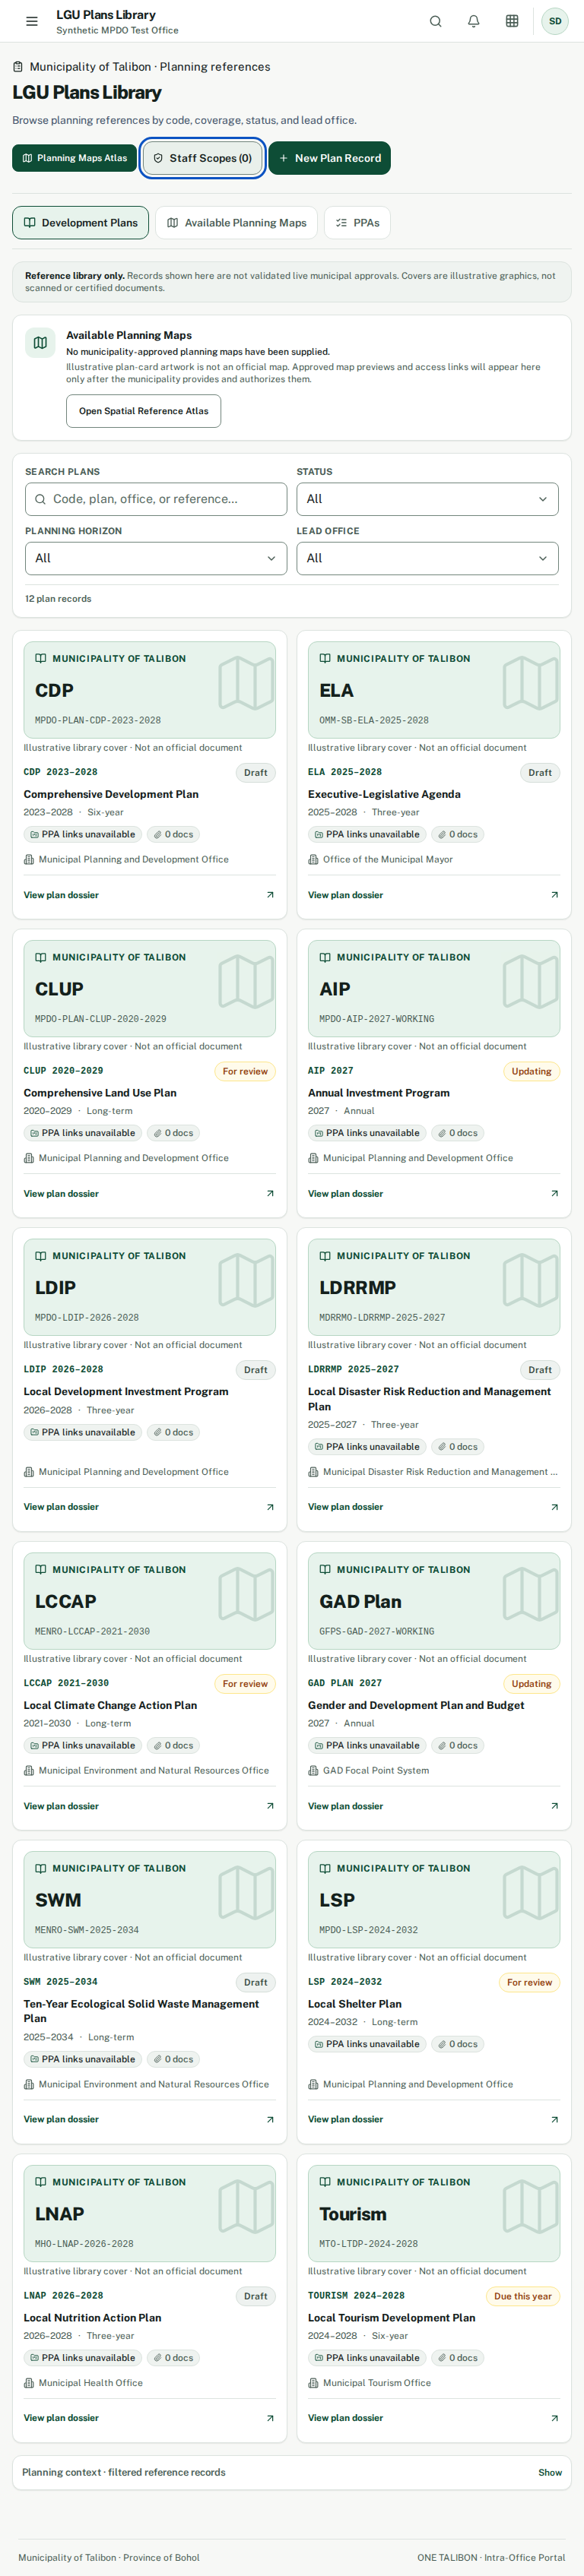 LGU Plans Library
Synthetic MPDO Test Office
SD
Municipality of Talibon · Planning references
LGU Plans Library
Browse planning references by code, coverage, status, and lead office.
Planning Maps Atlas
Staff Scopes (0)
New Plan Record
Development Plans
Available Planning Maps
PPAs
Reference library only. Records shown here are not validated live municipal approvals. Covers are illustrative graphics, not
scanned or certified documents.
Available Planning Maps
No municipality-approved planning maps have been supplied.
Illustrative plan-card artwork is not an official map. Approved map previews and access links will appear here
only after the municipality provides and authorizes them.
Open Spatial Reference Atlas
SEARCH PLANS
Code, plan, office, or reference...
STATUS
All
PLANNING HORIZON
All
LEAD OFFICE
All
12 plan records
MUNICIPALITY OF TALIBON
CDP
MPDO-PLAN-CDP-2023-2028
Illustrative library cover · Not an official document
CDP 2023–2028
Draft
Comprehensive Development Plan
2023–2028 · Six-year
PPA links unavailable
0 docs
Municipal Planning and Development Office
View plan dossier
MUNICIPALITY OF TALIBON
ELA
OMM-SB-ELA-2025-2028
Illustrative library cover · Not an official document
ELA 2025–2028
Draft
Executive-Legislative Agenda
2025–2028 · Three-year
PPA links unavailable
0 docs
Office of the Municipal Mayor
View plan dossier
MUNICIPALITY OF TALIBON
CLUP
MPDO-PLAN-CLUP-2020-2029
Illustrative library cover · Not an official document
CLUP 2020–2029
For review
Comprehensive Land Use Plan
2020–2029 · Long-term
PPA links unavailable
0 docs
Municipal Planning and Development Office
View plan dossier
MUNICIPALITY OF TALIBON
AIP
MPDO-AIP-2027-WORKING
Illustrative library cover · Not an official document
AIP 2027
Updating
Annual Investment Program
2027 · Annual
PPA links unavailable
0 docs
Municipal Planning and Development Office
View plan dossier
MUNICIPALITY OF TALIBON
LDIP
MPDO-LDIP-2026-2028
Illustrative library cover · Not an official document
LDIP 2026–2028
Draft
Local Development Investment Program
2026–2028 · Three-year
PPA links unavailable
0 docs
Municipal Planning and Development Office
View plan dossier
MUNICIPALITY OF TALIBON
LDRRMP
MDRRMO-LDRRMP-2025-2027
Illustrative library cover · Not an official document
LDRRMP 2025–2027
Draft
Local Disaster Risk Reduction and Management
Plan
2025–2027 · Three-year
PPA links unavailable
0 docs
Municipal Disaster Risk Reduction and Management ...
View plan dossier
MUNICIPALITY OF TALIBON
LCCAP
MENRO-LCCAP-2021-2030
Illustrative library cover · Not an official document
LCCAP 2021–2030
For review
Local Climate Change Action Plan
2021–2030 · Long-term
PPA links unavailable
0 docs
Municipal Environment and Natural Resources Office
View plan dossier
MUNICIPALITY OF TALIBON
GAD Plan
GFPS-GAD-2027-WORKING
Illustrative library cover · Not an official document
GAD PLAN 2027
Updating
Gender and Development Plan and Budget
2027 · Annual
PPA links unavailable
0 docs
GAD Focal Point System
View plan dossier
MUNICIPALITY OF TALIBON
SWM
MENRO-SWM-2025-2034
Illustrative library cover · Not an official document
SWM 2025–2034
Draft
Ten-Year Ecological Solid Waste Management
Plan
2025–2034 · Long-term
PPA links unavailable
0 docs
Municipal Environment and Natural Resources Office
View plan dossier
MUNICIPALITY OF TALIBON
LSP
MPDO-LSP-2024-2032
Illustrative library cover · Not an official document
LSP 2024–2032
For review
Local Shelter Plan
2024–2032 · Long-term
PPA links unavailable
0 docs
Municipal Planning and Development Office
View plan dossier
MUNICIPALITY OF TALIBON
LNAP
MHO-LNAP-2026-2028
Illustrative library cover · Not an official document
LNAP 2026–2028
Draft
Local Nutrition Action Plan
2026–2028 · Three-year
PPA links unavailable
0 docs
Municipal Health Office
View plan dossier
MUNICIPALITY OF TALIBON
Tourism
MTO-LTDP-2024-2028
Illustrative library cover · Not an official document
TOURISM 2024–2028
Due this year
Local Tourism Development Plan
2024–2028 · Six-year
PPA links unavailable
0 docs
Municipal Tourism Office
View plan dossier
Planning context · filtered reference records
Show
Municipality of Talibon · Province of Bohol
ONE TALIBON · Intra-Office Portal